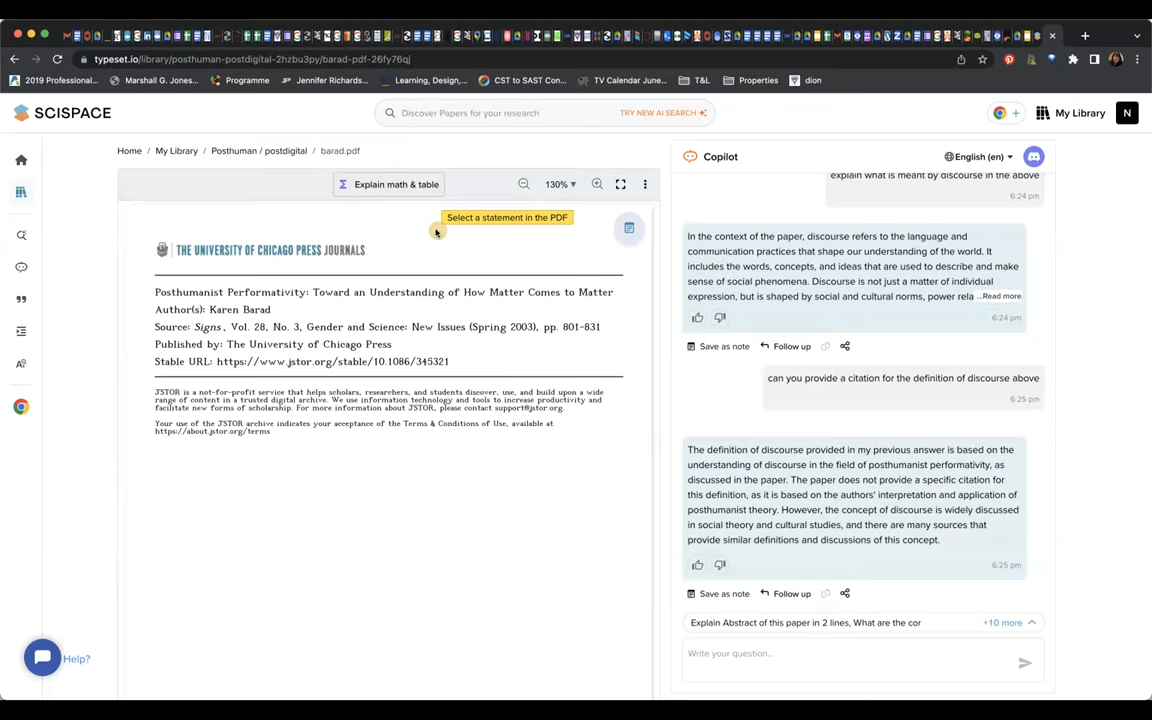 typeset.io/library/posthuman-postdigital-2hzbu3py/barad-pdf-26fy76qj
2019 Professional... Marshall G. Jones... Programme Jennifer Richards... Learning, Design,... CST to SAST Con... TV Calendar June... T&L Properties dion
SCISPACE
Discover Papers for your research TRY NEW AI SEARCH
My Library N
Home / My Library / Posthuman / postdigital / barad.pdf
Explain math & table
130%
Select a statement in the PDF
THE UNIVERSITY OF CHICAGO PRESS JOURNALS
Posthumanist Performativity: Toward an Understanding of How Matter Comes to Matter
Author(s): Karen Barad
Source: Signs, Vol. 28, No. 3, Gender and Science: New Issues (Spring 2003), pp. 801-831
Published by: The University of Chicago Press
Stable URL: https://www.jstor.org/stable/10.1086/345321
JSTOR is a not-for-profit service that helps scholars, researchers, and students discover, use, and build upon a wide
range of content in a trusted digital archive. We use information technology and tools to increase productivity and
facilitate new forms of scholarship. For more information about JSTOR, please contact support@jstor.org.
Your use of the JSTOR archive indicates your acceptance of the Terms & Conditions of Use, available at
https://about.jstor.org/terms
Copilot
English (en)
explain what is meant by discourse in the above
6:24 pm
In the context of the paper, discourse refers to the language and
communication practices that shape our understanding of the world. It
includes the words, concepts, and ideas that are used to describe and make
sense of social phenomena. Discourse is not just a matter of individual
expression, but is shaped by social and cultural norms, power rela ...Read more
6:24 pm
Save as note Follow up
can you provide a citation for the definition of discourse above
6:25 pm
The definition of discourse provided in my previous answer is based on the
understanding of discourse in the field of posthumanist performativity, as
discussed in the paper. The paper does not provide a specific citation for
this definition, as it is based on the authors' interpretation and application of
posthumanist theory. However, the concept of discourse is widely discussed
in social theory and cultural studies, and there are many sources that
provide similar definitions and discussions of this concept.
6:25 pm
Save as note Follow up
Explain Abstract of this paper in 2 lines, What are the cor +10 more
Write your question...
Help?